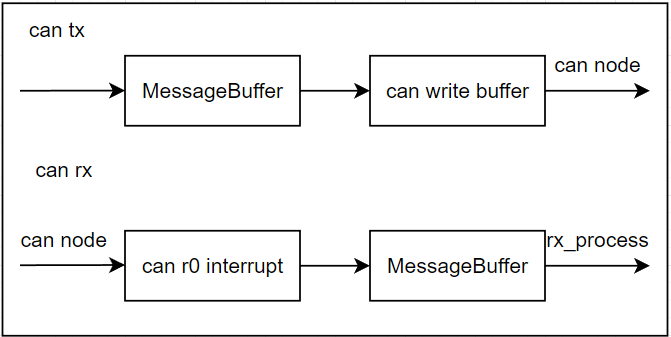 can tx
MessageBuffer
can write buffer
can node
can rx
can node
can r0 interrupt
MessageBuffer
rx_process